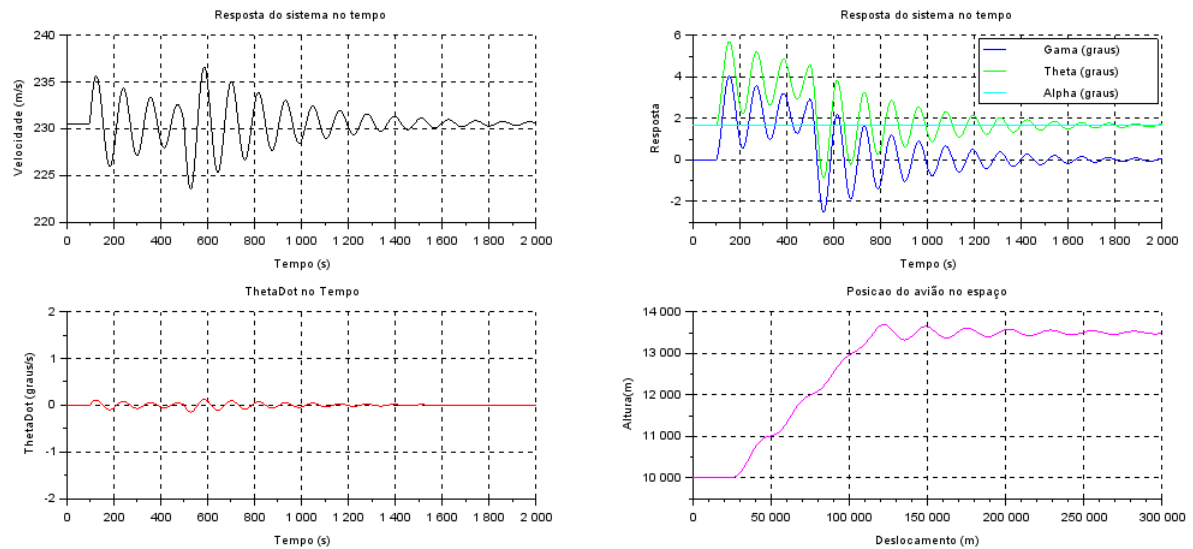 Resposta do sistema no tempo
240
235
230
225
220
Velocidade (m/s)
0 200 400 600 800 1 000 1 200 1 400 1 600 1 800 2 000
Tempo (s)
Resposta do sistema no tempo
6
4
2
0
-2
Resposta
Gama (graus)
Theta (graus)
Alpha (graus)
0 200 400 600 800 1 000 1 200 1 400 1 600 1 800 2 000
Tempo (s)
ThetaDot no Tempo
2
1
0
-1
-2
ThetaDot (graus/s)
0 200 400 600 800 1 000 1 200 1 400 1 600 1 800 2 000
Tempo (s)
Posicao do avião no espaço
14 000
13 000
12 000
11 000
10 000
Altura(m)
0 50 000 100 000 150 000 200 000 250 000 300 000
Deslocamento (m)